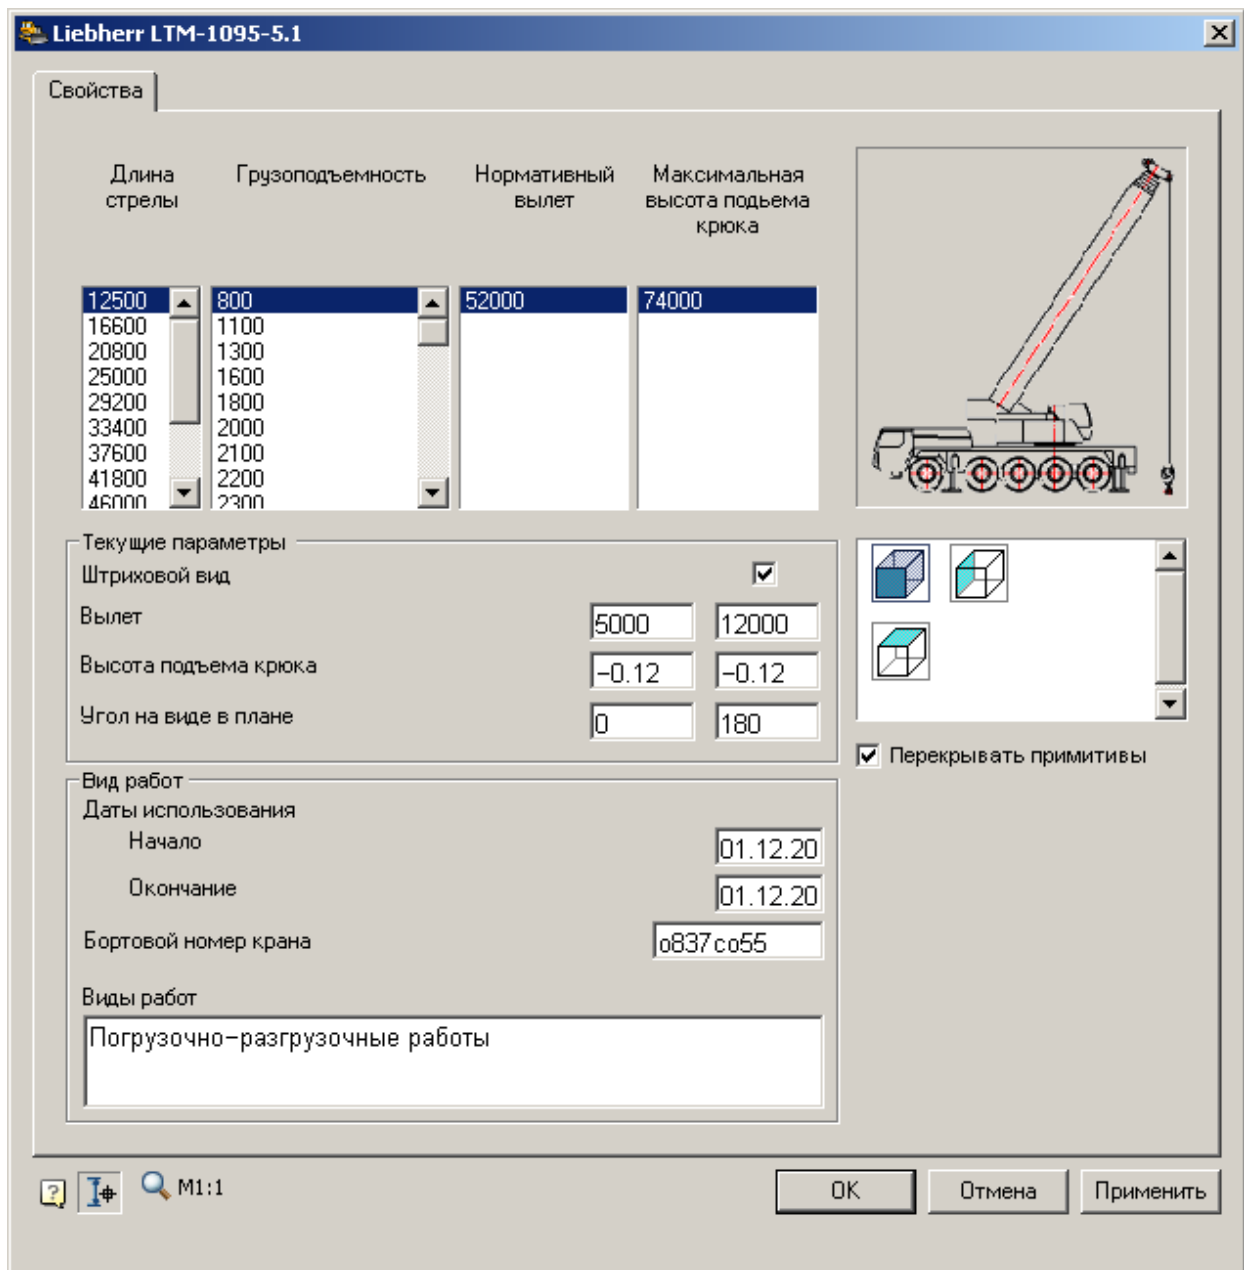 Liebherr LTM-1095-5.1
Свойства
Длина
стрелы
Грузоподъемность
Нормативный
вылет
Максимальная
высота подьема
крюка
12500
16600
20800
25000
29200
33400
37600
41800
46000
800
1100
1300
1600
1800
2000
2100
2200
2300
52000
74000
Текущие параметры
Штриховой вид
Вылет
5000 12000
Высота подъема крюка
-0.12 -0.12
Угол на виде в плане
0 180
Перекрывать примитивы
Вид работ
Даты использования
Начало
01.12.20
Окончание
01.12.20
Бортовой номер крана
о837со55
Виды работ
Погрузочно-разгрузочные работы
М1:1
OK
Отмена
Применить